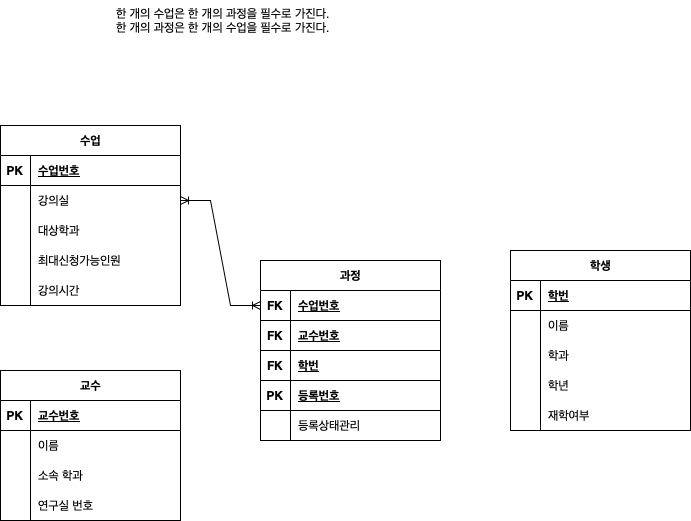 한 개의 수업은 한 개의 과정을 필수로 가진다.
한 개의 과정은 한 개의 수업을 필수로 가진다.
수업
PK 수업번호
강의실
대상학과
최대신청가능인원
강의시간
과정
FK 수업번호
FK 교수번호
FK 학번
PK 등록번호
등록상태관리
학생
PK 학번
이름
학과
학년
재학여부
교수
PK 교수번호
이름
소속 학과
연구실 번호